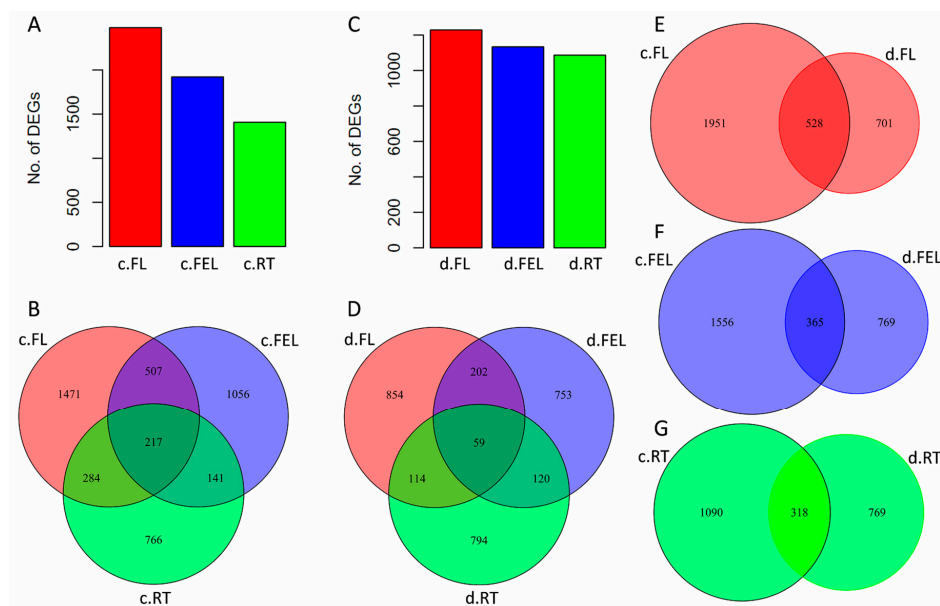 A
No. of DEGs
1500
500
0
c.FL
c.FEL
c.RT
B
c.FL
c.FEL
507
1471
1056
217
284
141
766
c.RT
C
No. of DEGs
1000
600
400
200
0
d.FL
d.FEL
d.RT
D
d.FL
d.FEL
202
854
753
59
114
120
794
d.RT
E
c.FL
d.FL
1951
528
701
F
c.FEL
d.FEL
1556
365
769
G
c.RT
d.RT
1090
318
769